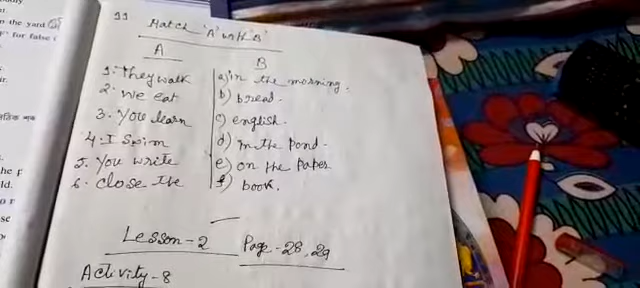 11 Match 'A' with 'B'
A B
1. They walk a) in the morning.
2. We eat b) bread.
3. You learn c) english.
4. I swim d) in the Pond.
5. You write e) on the Paper
6. close the f) book.
Lesson-2 Page-28, 29
Activity-8